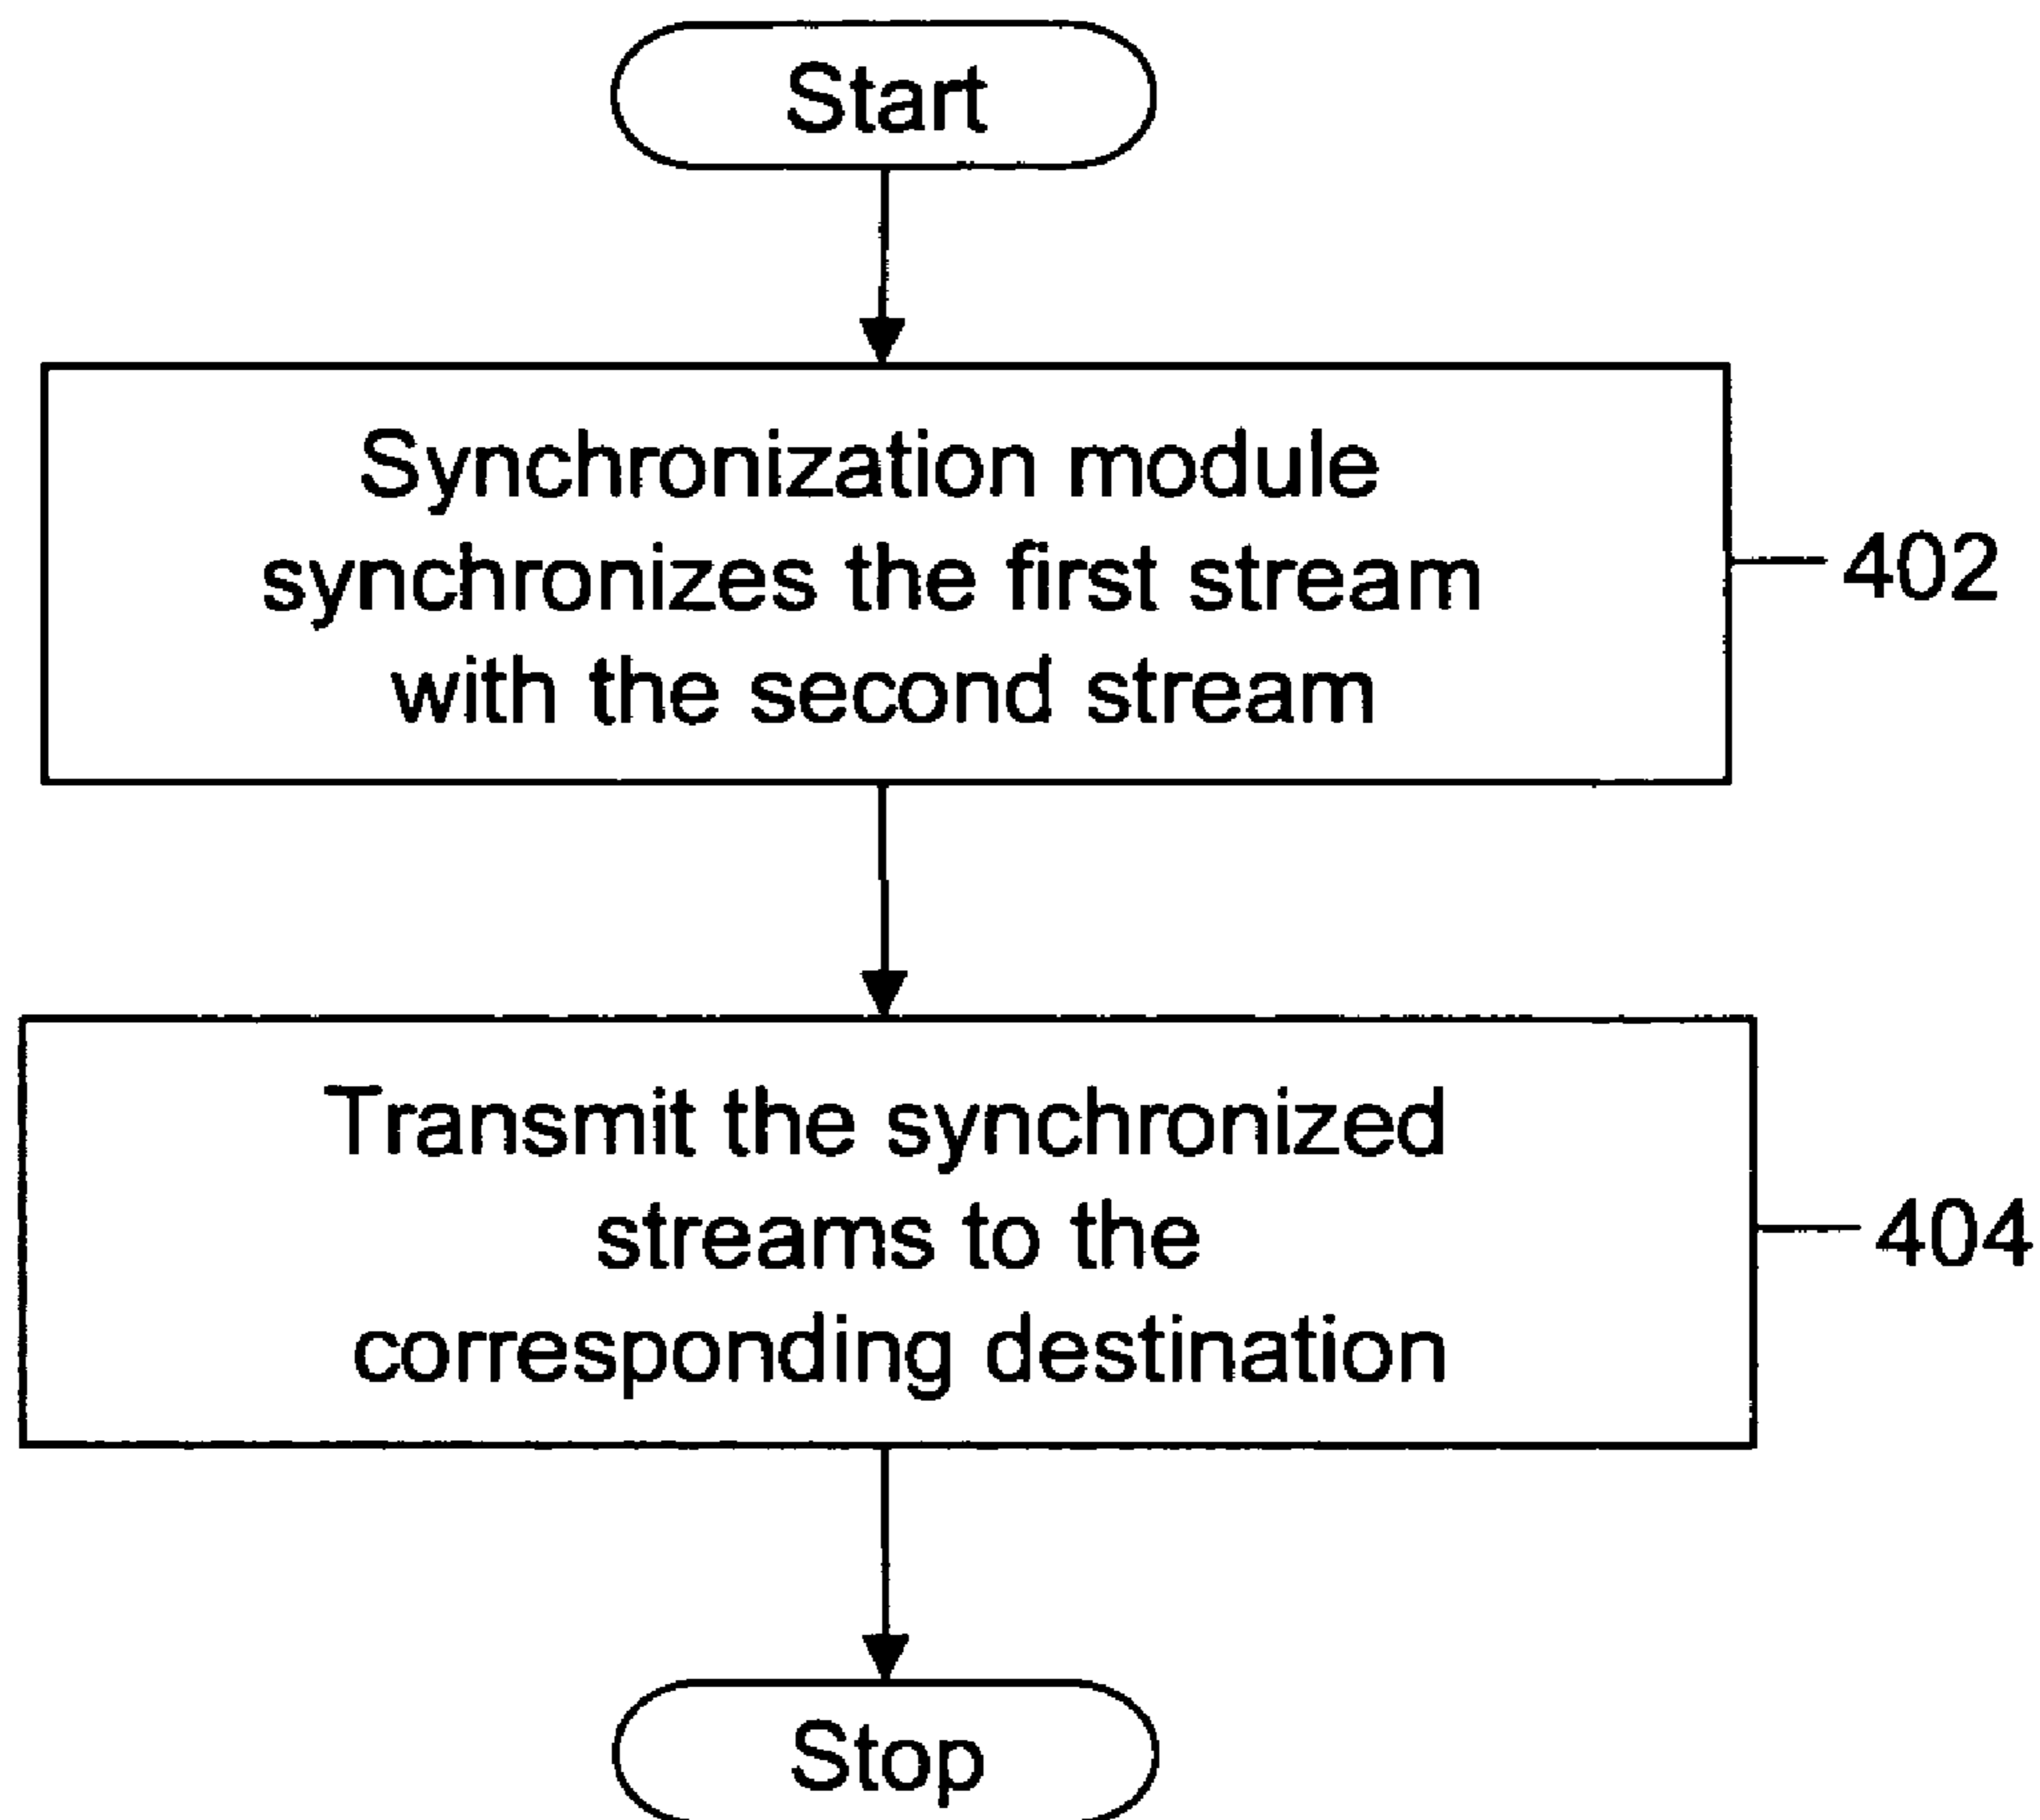 Start
Synchronization module
synchronizes the first stream
with the second stream
402
Transmit the synchronized
streams to the
corresponding destination
404
Stop